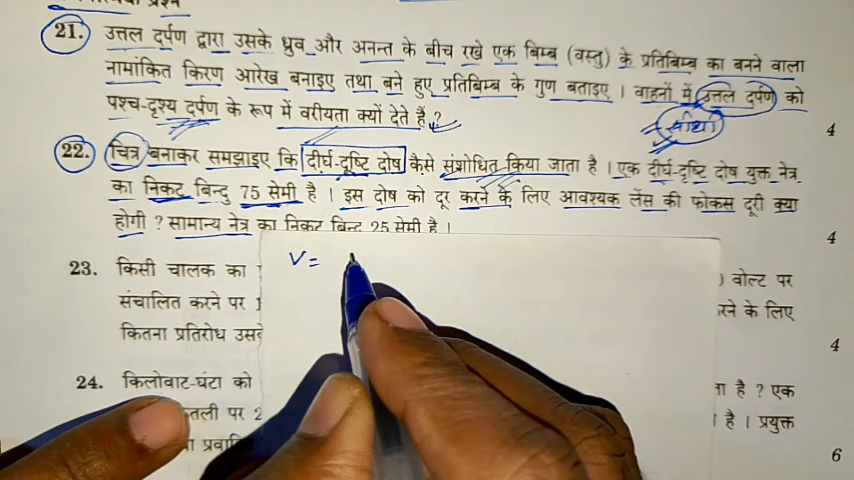 प्रश्न
21. उत्तल दर्पण द्वारा उसके ध्रुव और अनन्त के बीच रखे एक बिम्ब (वस्तु) के प्रतिबिम्ब का बनने वाला
नामांकित किरण आरेख बनाइए तथा बने हुए प्रतिबिम्ब के गुण बताइए । वाहनों में उत्तल दर्पण को
पश्च-दृश्य दर्पण के रूप में वरीयता क्यों देते हैं ?
सीधा
4
22. चित्र बनाकर समझाइए कि दीर्घ-दृष्टि दोष कैसे संशोधित किया जाता है । एक दीर्घ-दृष्टि दोष युक्त नेत्र
का निकट बिन्दु 75 सेमी है । इस दोष को दूर करने के लिए आवश्यक लेंस की फोकस दूरी क्या
होगी ? सामान्य नेत्र का निकट बिन्दु 25 सेमी है ।
4
V =
23. किसी चालक का ) वोल्ट पर
संचालित करने पर रने के लिए
कितना प्रतिरोध उसके
4
24. किलोवाट-घंटा को ता है ? एक
तली पर 2 है । प्रयुक्त
6